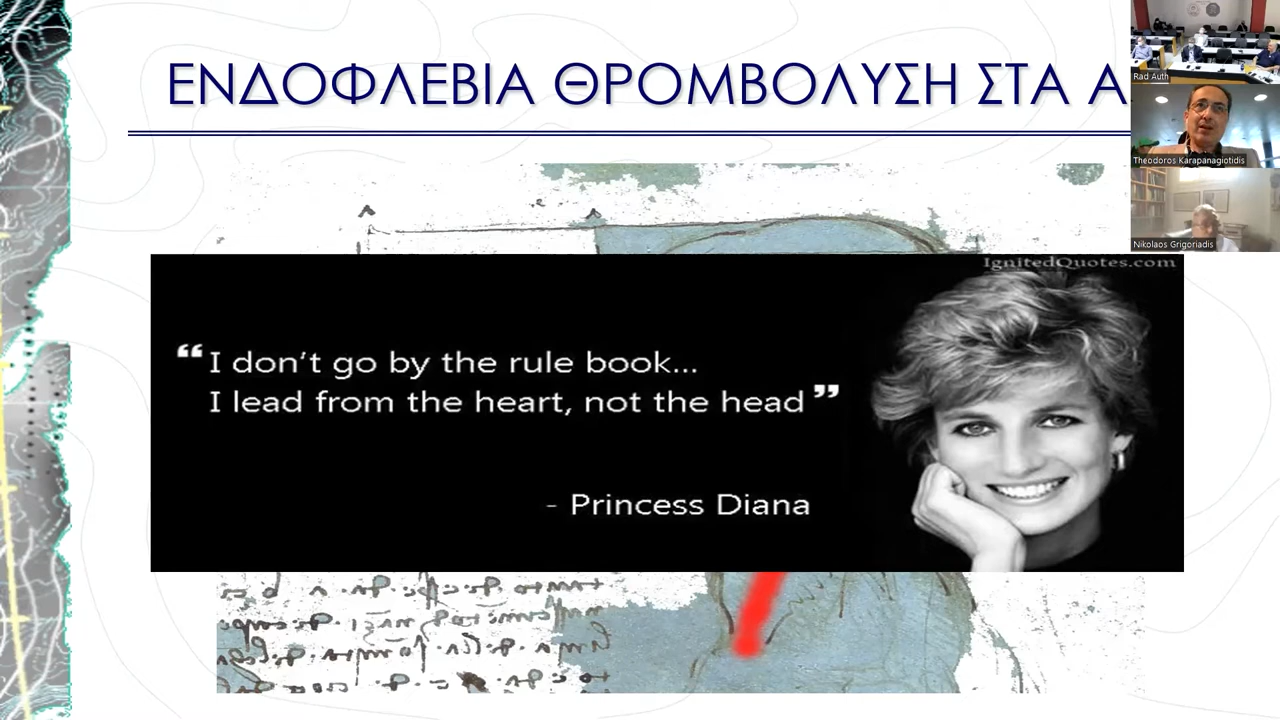 ΕΝΔΟΦΛΕΒΙΑ ΘΡΟΜΒΟΛΥΣΗ ΣΤΑ Α
Rad Auth
Theodoros Karapanagiotidis
Nikolaos Grigoriadis
IgnitedQuotes.com
“I don’t go by the rule book...
I lead from the heart, not the head”
- Princess Diana